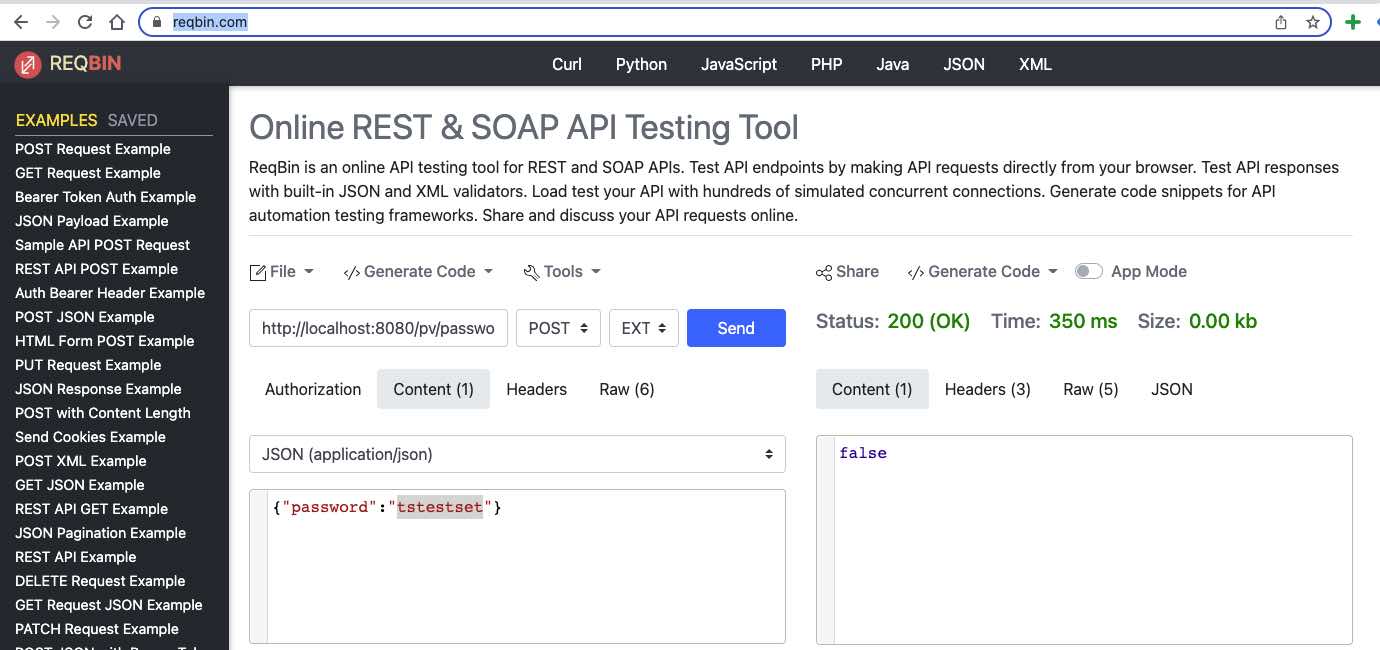 reqbin.com
REQBIN
Curl Python JavaScript PHP Java JSON XML
EXAMPLES SAVED
POST Request Example
GET Request Example
Bearer Token Auth Example
JSON Payload Example
Sample API POST Request
REST API POST Example
Auth Bearer Header Example
POST JSON Example
HTML Form POST Example
PUT Request Example
JSON Response Example
POST with Content Length
Send Cookies Example
POST XML Example
GET JSON Example
REST API GET Example
JSON Pagination Example
REST API Example
DELETE Request Example
GET Request JSON Example
PATCH Request Example
Online REST & SOAP API Testing Tool
ReqBin is an online API testing tool for REST and SOAP APIs. Test API endpoints by making API requests directly from your browser. Test API responses
with built-in JSON and XML validators. Load test your API with hundreds of simulated concurrent connections. Generate code snippets for API
automation testing frameworks. Share and discuss your API requests online.
File </> Generate Code Tools
http://localhost:8080/pv/passwo POST EXT Send
Authorization Content (1) Headers Raw (6)
JSON (application/json)
{"password":"tstestset"}
Share </> Generate Code App Mode
Status: 200 (OK) Time: 350 ms Size: 0.00 kb
Content (1) Headers (3) Raw (5) JSON
false